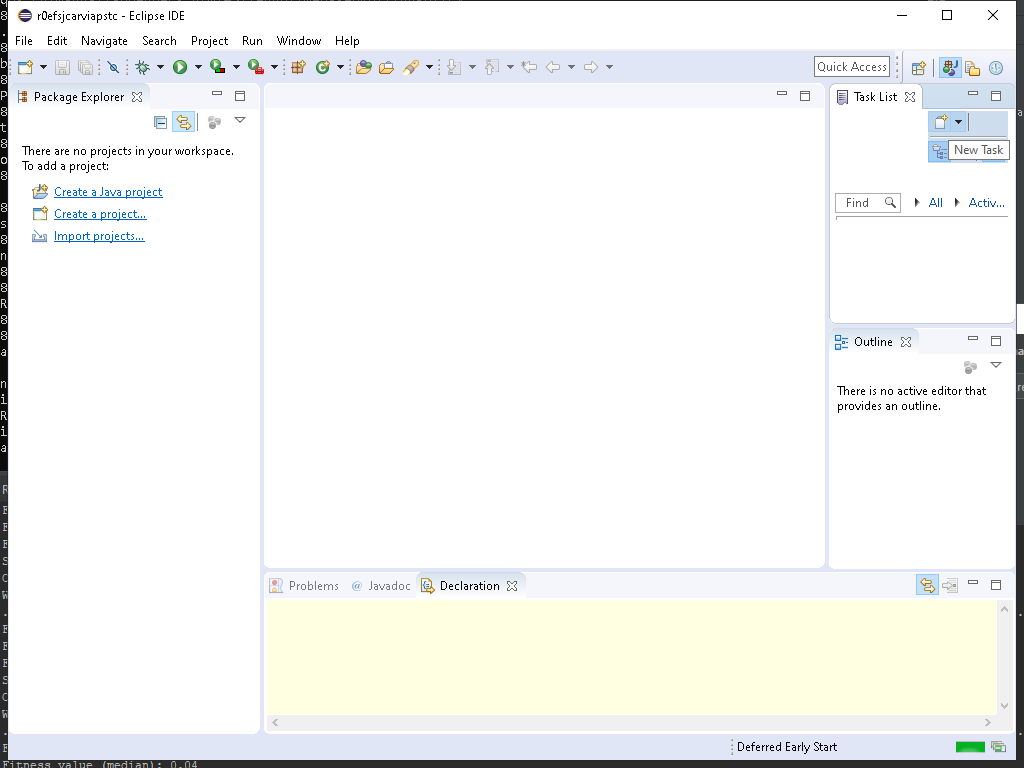 r0efsjcarviapstc - Eclipse IDE
File Edit Navigate Search Project Run Window Help
Quick Access
Package Explorer
Task List
New Task
There are no projects in your workspace.
To add a project:
Create a Java project
Create a project...
Import projects...
Find All Activ...
Outline
There is no active editor that
provides an outline.
Problems @ Javadoc Declaration
Deferred Early Start
Fitness value (median): 0.04